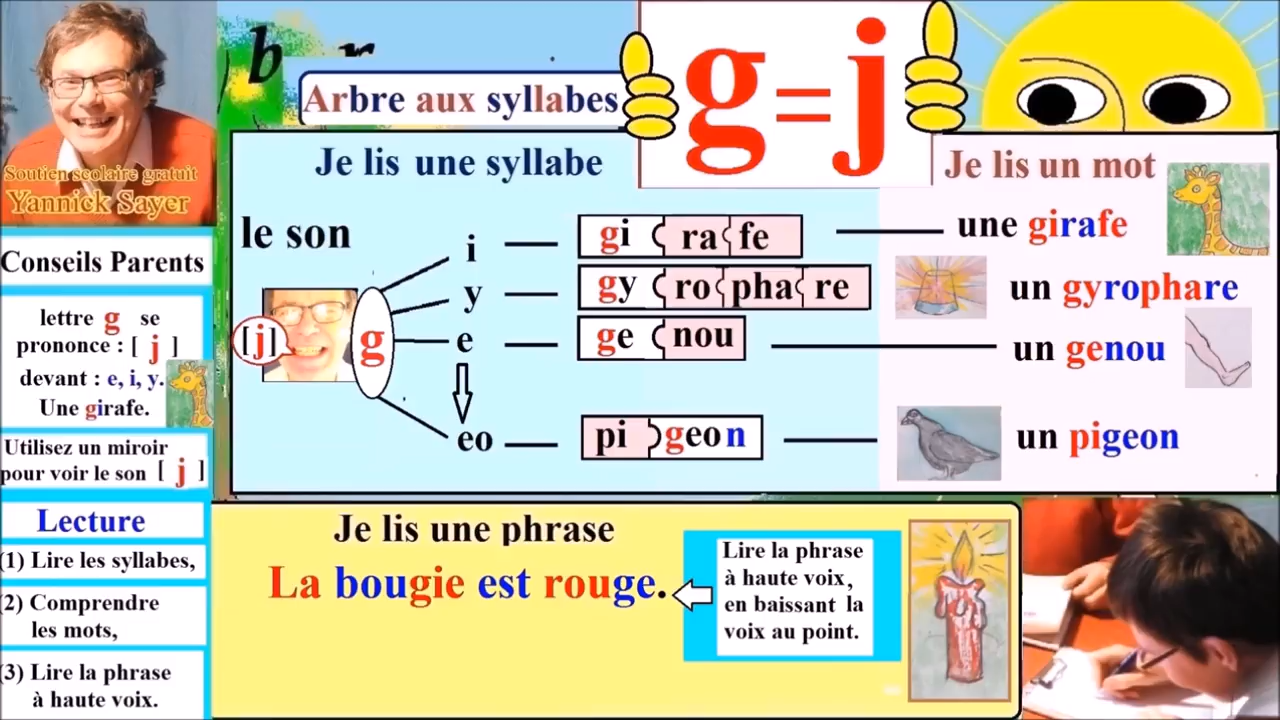 b r
Arbre aux syllabes
g=j
Soutien scolaire gratuit
Yannick Sayer
Conseils Parents
lettre g se
prononce : [ j ]
devant : e, i, y.
Une girafe.
Utilisez un miroir
pour voir le son [ j ]
Lecture
(1) Lire les syllabes,
(2) Comprendre
les mots,
(3) Lire la phrase
à haute voix.
Je lis une syllabe
le son
[j]
g
i
gi ra fe
y
gy ro pha re
e
ge nou
eo
pi geon
Je lis un mot
une girafe
un gyrophare
un genou
un pigeon
Je lis une phrase
La bougie est rouge.
Lire la phrase
à haute voix,
en baissant la
voix au point.